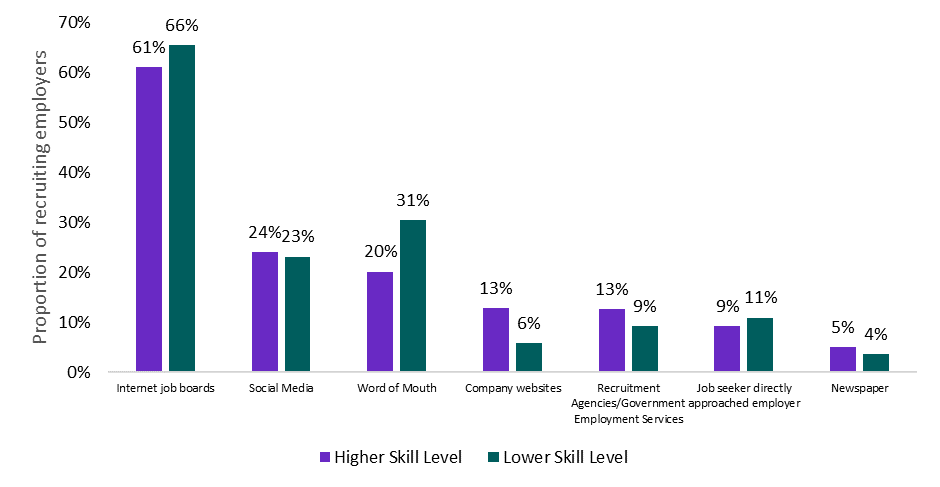 Proportion of recruiting employers
70%
60%
50%
40%
30%
20%
10%
0%
61% 66%
24% 23%
20% 31%
13% 6%
13% 9%
9% 11%
5% 4%
Internet job boards
Social Media
Word of Mouth
Company websites
Recruitment
Agencies/Government
Employment Services
Job seeker directly
approached employer
Newspaper
Higher Skill Level
Lower Skill Level